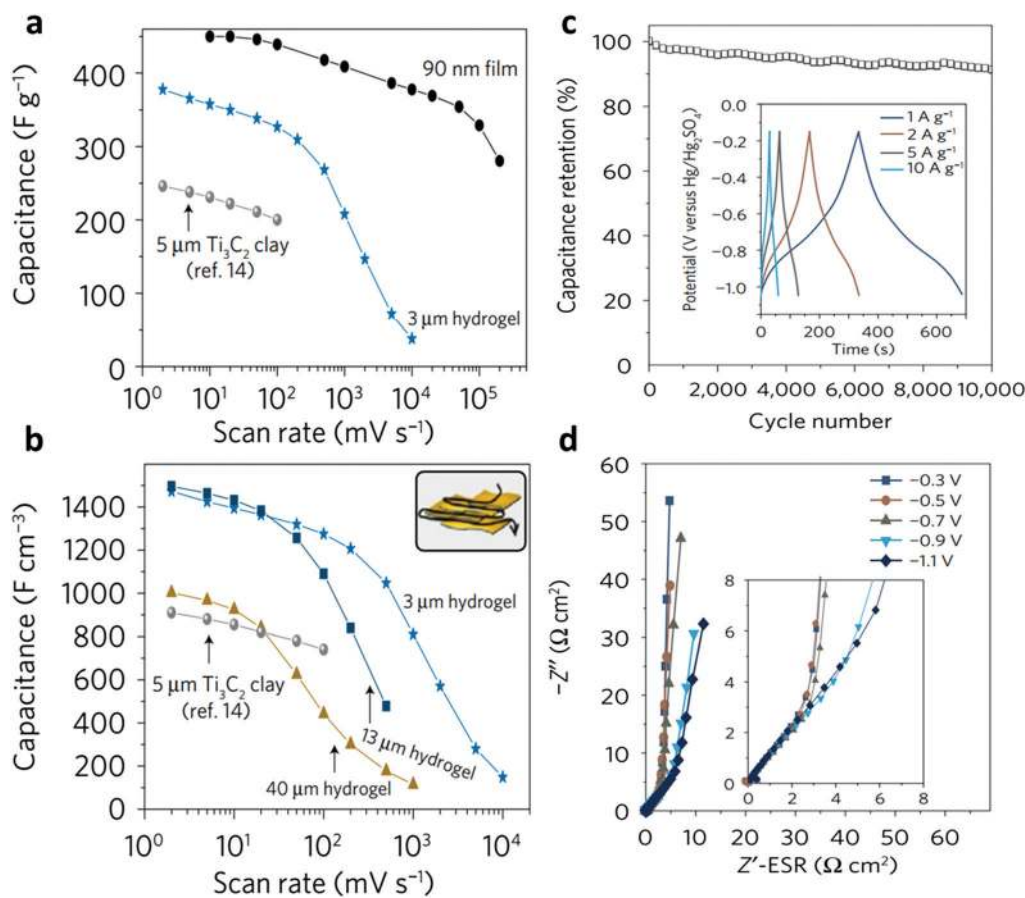 a
Capacitance (F g⁻¹)
400
300
200
100
0
90 nm film
5 µm Ti₃C₂ clay
(ref. 14)
3 µm hydrogel
10⁰ 10¹ 10² 10³ 10⁴ 10⁵
Scan rate (mV s⁻¹)
b
Capacitance (F cm⁻³)
1400
1200
1000
800
600
400
200
0
3 µm hydrogel
5 µm Ti₃C₂ clay
(ref. 14)
13 µm hydrogel
40 µm hydrogel
10⁰ 10¹ 10² 10³ 10⁴
Scan rate (mV s⁻¹)
c
Capacitance retention (%)
100
80
60
40
20
0
0 2,000 4,000 6,000 8,000 10,000
Cycle number
Potential (V versus Hg/Hg₂SO₄)
0.0
−0.2
−0.4
−0.6
−0.8
−1.0
1 A g⁻¹
2 A g⁻¹
5 A g⁻¹
10 A g⁻¹
0 200 400 600
Time (s)
d
−Z″ (Ω cm²)
60
50
40
30
20
10
0
−0.3 V
−0.5 V
−0.7 V
−0.9 V
−1.1 V
8
6
4
2
0
0 2 4 6 8
0 10 20 30 40 50 60
Z′-ESR (Ω cm²)